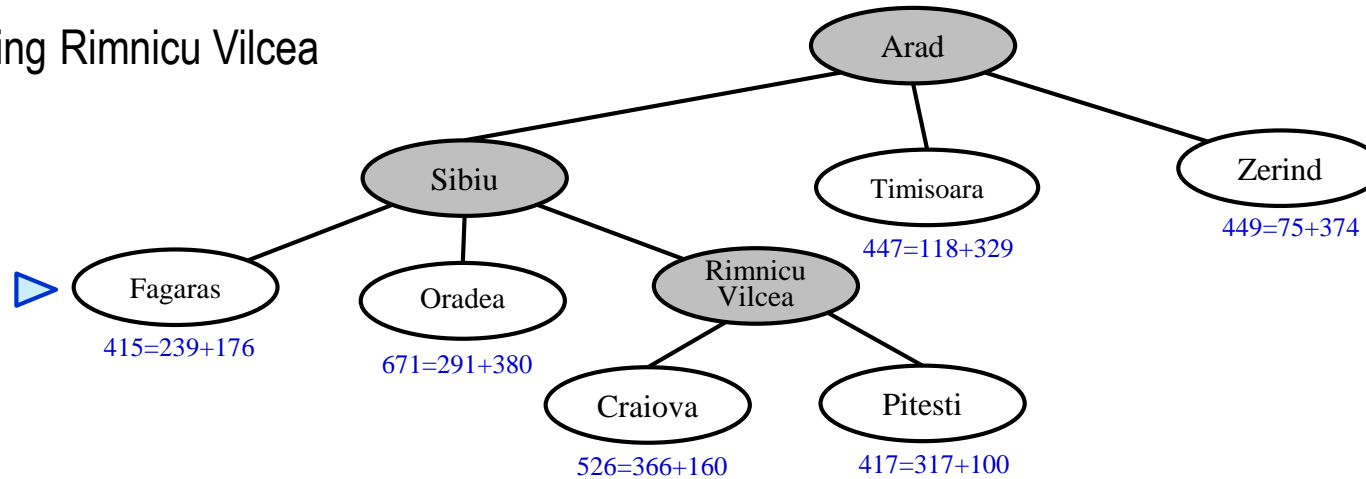 ing Rimnicu Vilcea
Arad
Sibiu
Timisoara
447=118+329
Zerind
449=75+374
Fagaras
415=239+176
Oradea
671=291+380
Rimnicu
Vilcea
Craiova
526=366+160
Pitesti
417=317+100